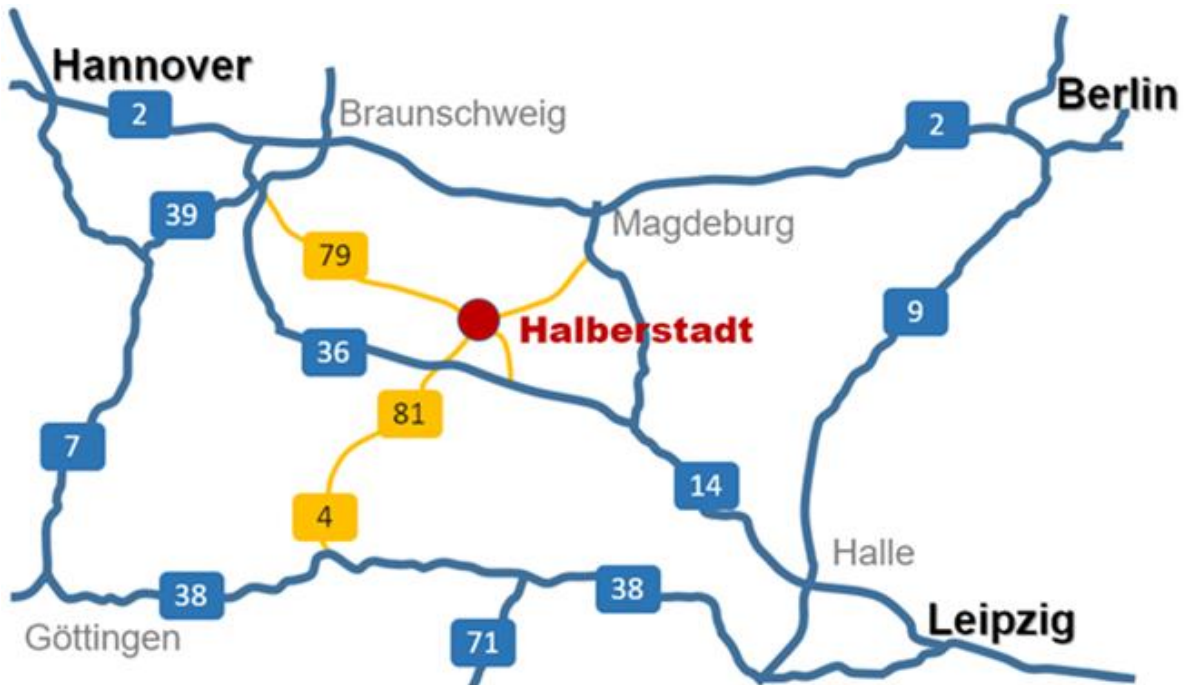 Hannover
Berlin
2
Braunschweig
2
39
Magdeburg
79
9
Halberstadt
36
81
7
14
4
Halle
38
38
Leipzig
Göttingen
71